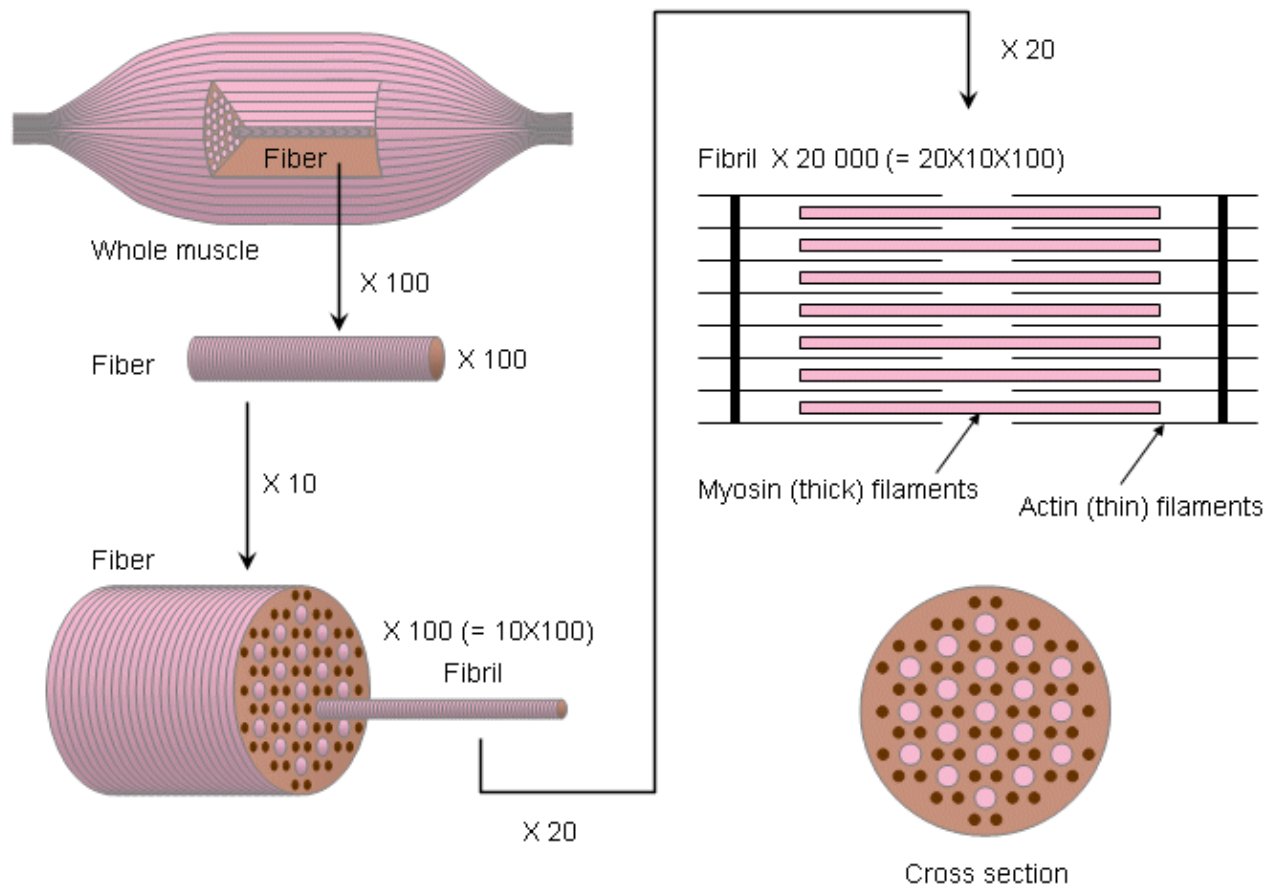 Fiber
Whole muscle
X 100
Fiber
X 100
X 10
Fiber
X 100 (= 10X100)
Fibril
X 20
X 20
Fibril X 20 000 (= 20X10X100)
Myosin (thick) filaments
Actin (thin) filaments
Cross section